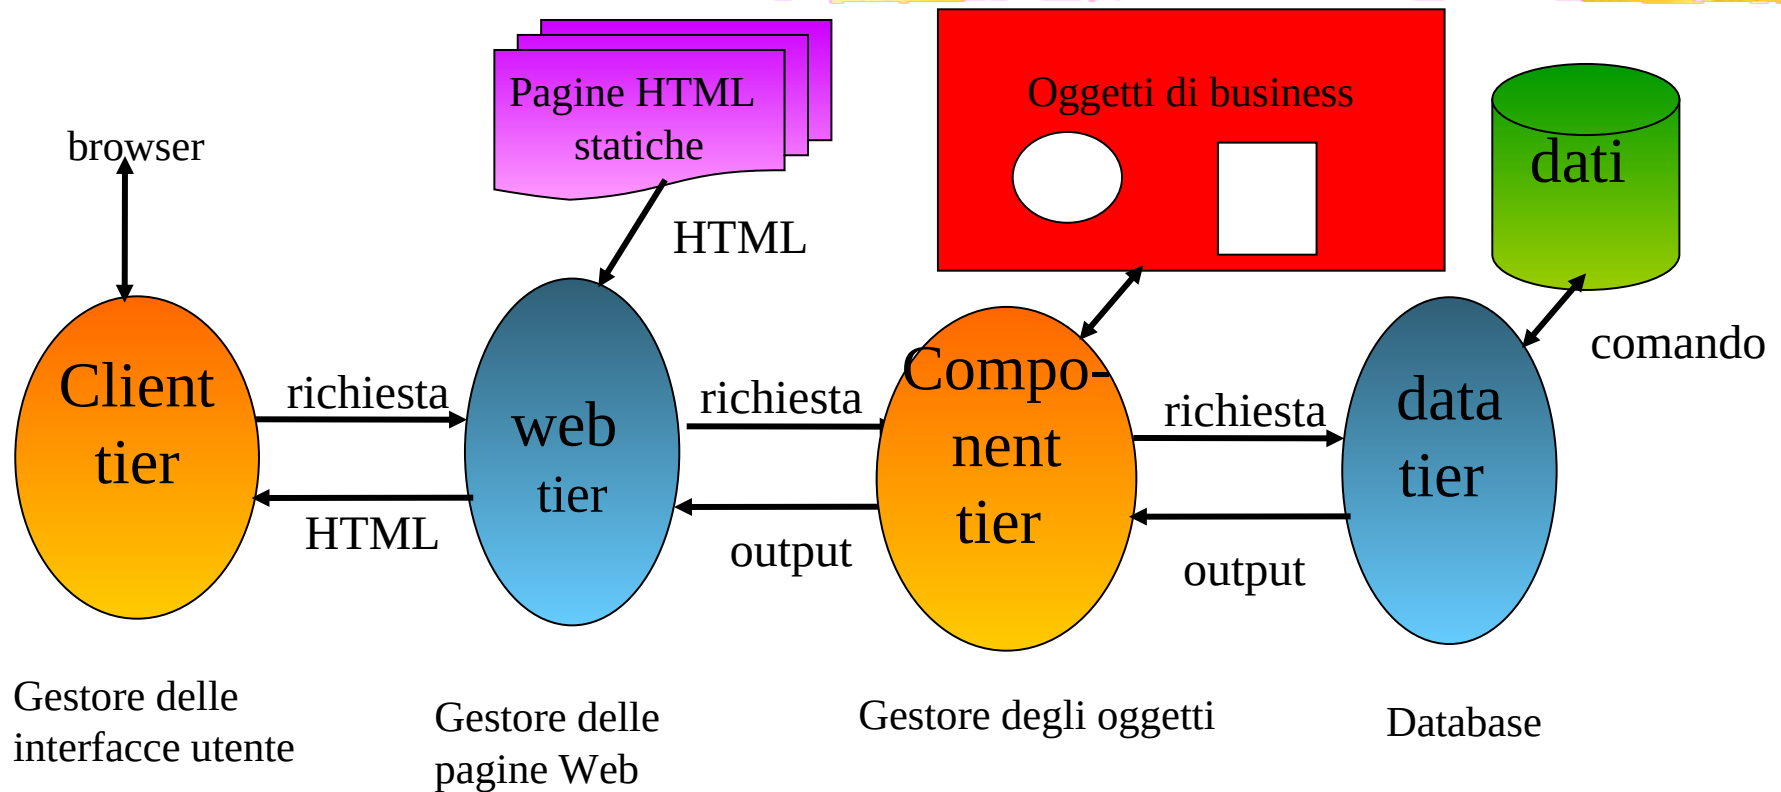 Pagine HTML
statiche
Oggetti di business
browser
dati
HTML
comando
Client
tier
richiesta
HTML
web
tier
richiesta
output
Compo-
nent
tier
richiesta
output
data
tier
Gestore delle
interfacce utente
Gestore delle
pagine Web
Gestore degli oggetti
Database